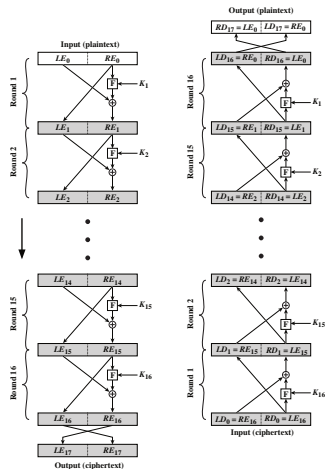 Output (plaintext)
RD17 = LE0 LD17 = RE0
Input (plaintext)
LD16 = RE0 RD16 = LE0
LE0 RE0
Round 1
F
K1
Round 16
F
K1
LE1 RE1
LD15 = RE1 RD15 = LE1
Round 2
F
K2
Round 15
F
K2
LE2 RE2
LD14 = RE2 RD14 = LE2
LE14 RE14
LD2 = RE14 RD2 = LE14
Round 15
F
K15
Round 2
F
K15
LE15 RE15
LD1 = RE15 RD1 = LE15
Round 16
F
K16
Round 1
F
K16
LE16 RE16
LD0 = RE16 RD0 = LE16
Input (ciphertext)
LE17 RE17
Output (ciphertext)